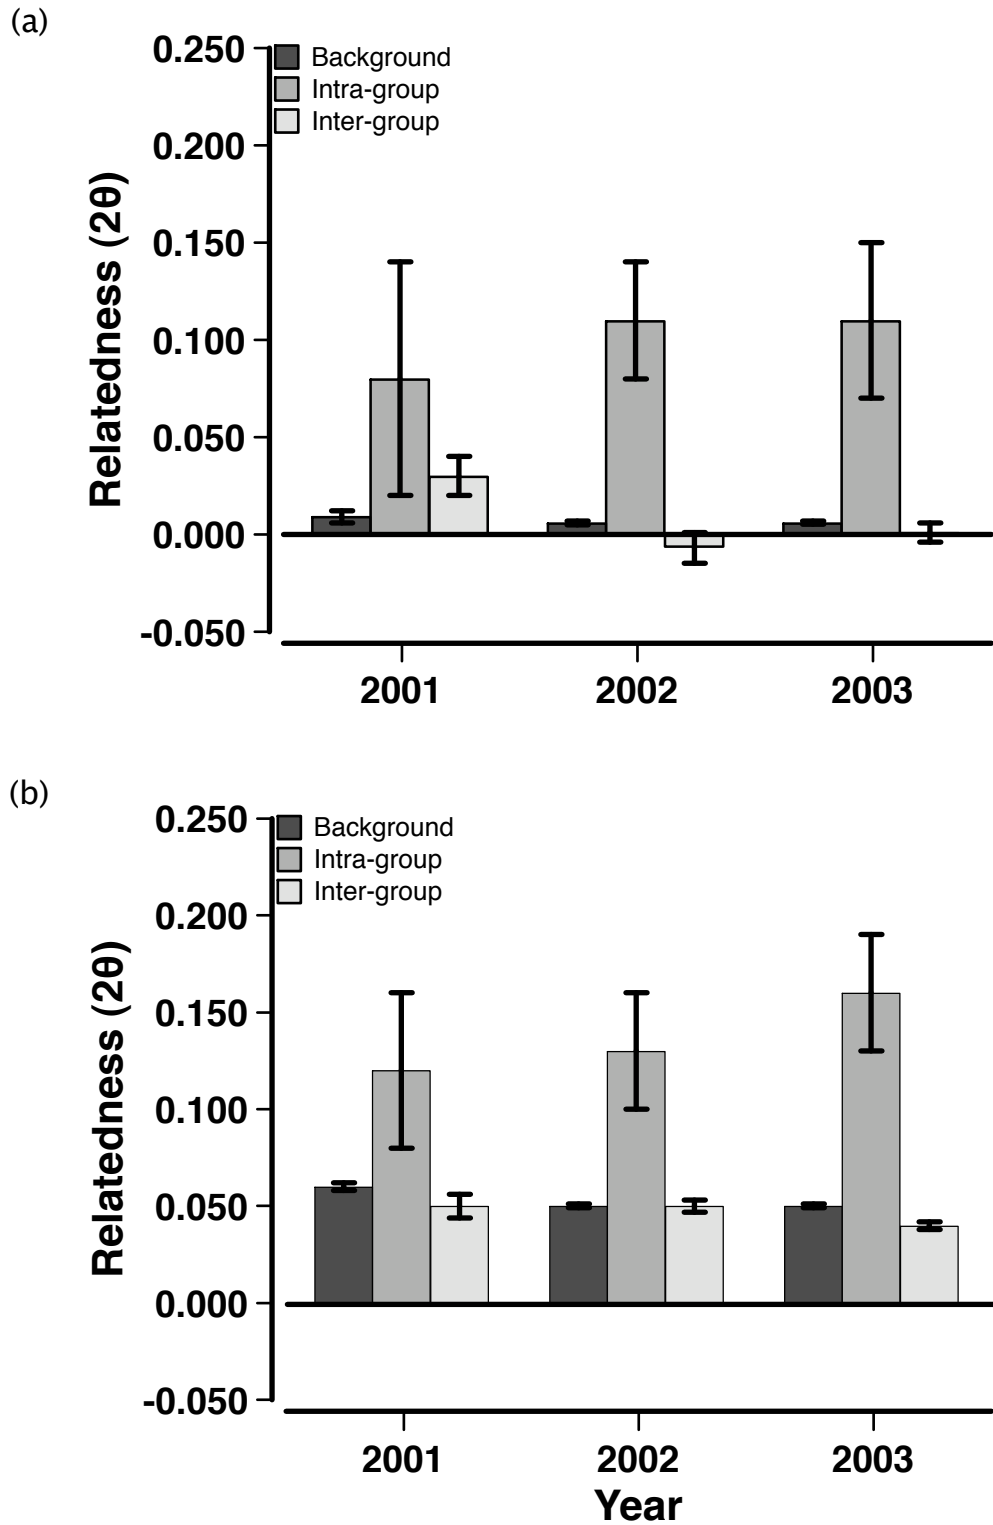 (a)
0.250
0.200
0.150
0.100
0.050
0.000
-0.050
Relatedness (2θ)
Background
Intra-group
Inter-group
2001 2002 2003
(b)
0.250
0.200
0.150
0.100
0.050
0.000
-0.050
Relatedness (2θ)
Background
Intra-group
Inter-group
2001 2002 2003
Year